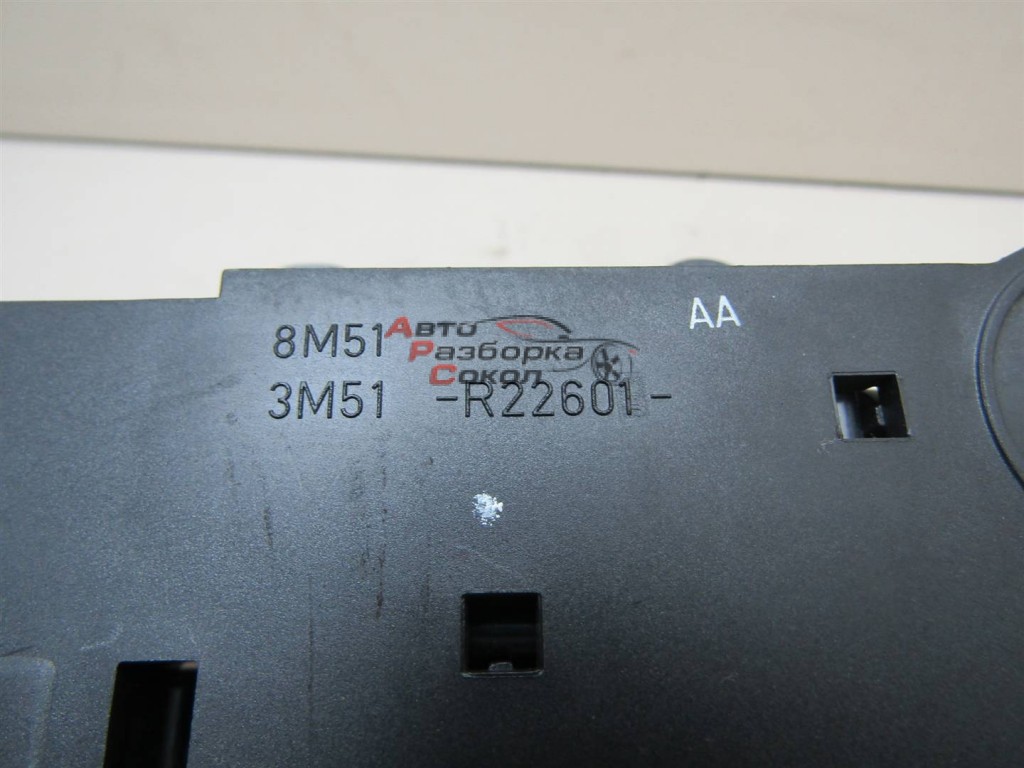 8M51
AA
3M51 -R22601-
Авто
Разборка
Сокол